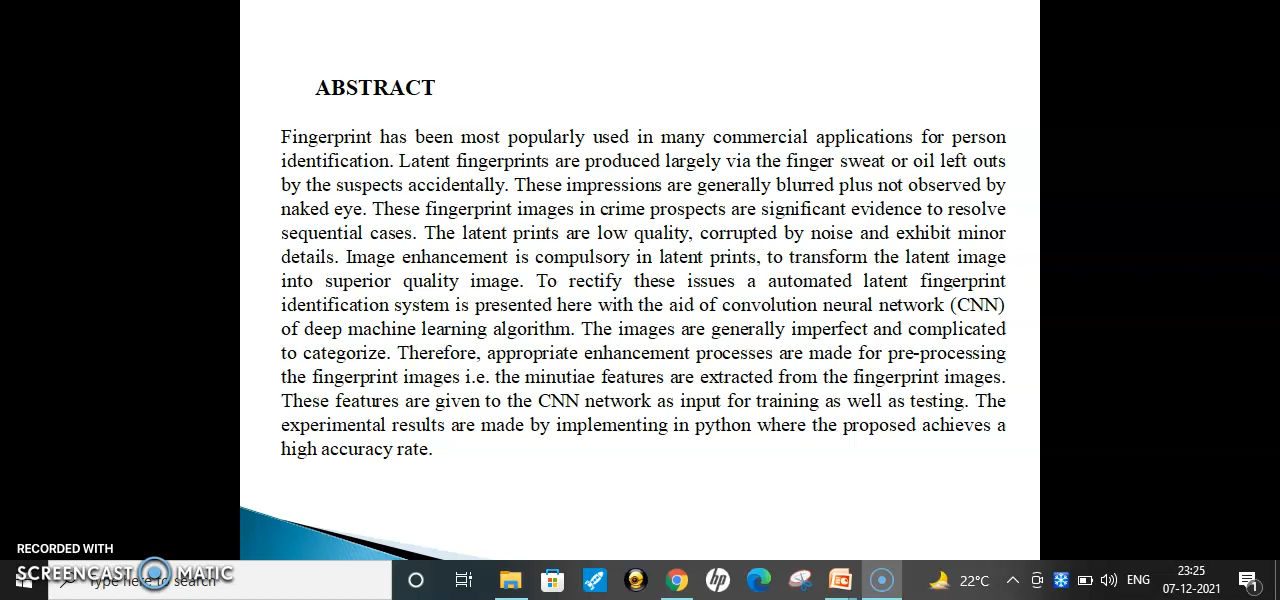 ABSTRACT
Fingerprint has been most popularly used in many commercial applications for person
identification. Latent fingerprints are produced largely via the finger sweat or oil left outs
by the suspects accidentally. These impressions are generally blurred plus not observed by
naked eye. These fingerprint images in crime prospects are significant evidence to resolve
sequential cases. The latent prints are low quality, corrupted by noise and exhibit minor
details. Image enhancement is compulsory in latent prints, to transform the latent image
into superior quality image. To rectify these issues a automated latent fingerprint
identification system is presented here with the aid of convolution neural network (CNN)
of deep machine learning algorithm. The images are generally imperfect and complicated
to categorize. Therefore, appropriate enhancement processes are made for pre-processing
the fingerprint images i.e. the minutiae features are extracted from the fingerprint images.
These features are given to the CNN network as input for training as well as testing. The
experimental results are made by implementing in python where the proposed achieves a
high accuracy rate.
RECORDED WITH
SCREENCAST MATIC
Type here to search
hp
22°C
ENG
23:25
07-12-2021
1